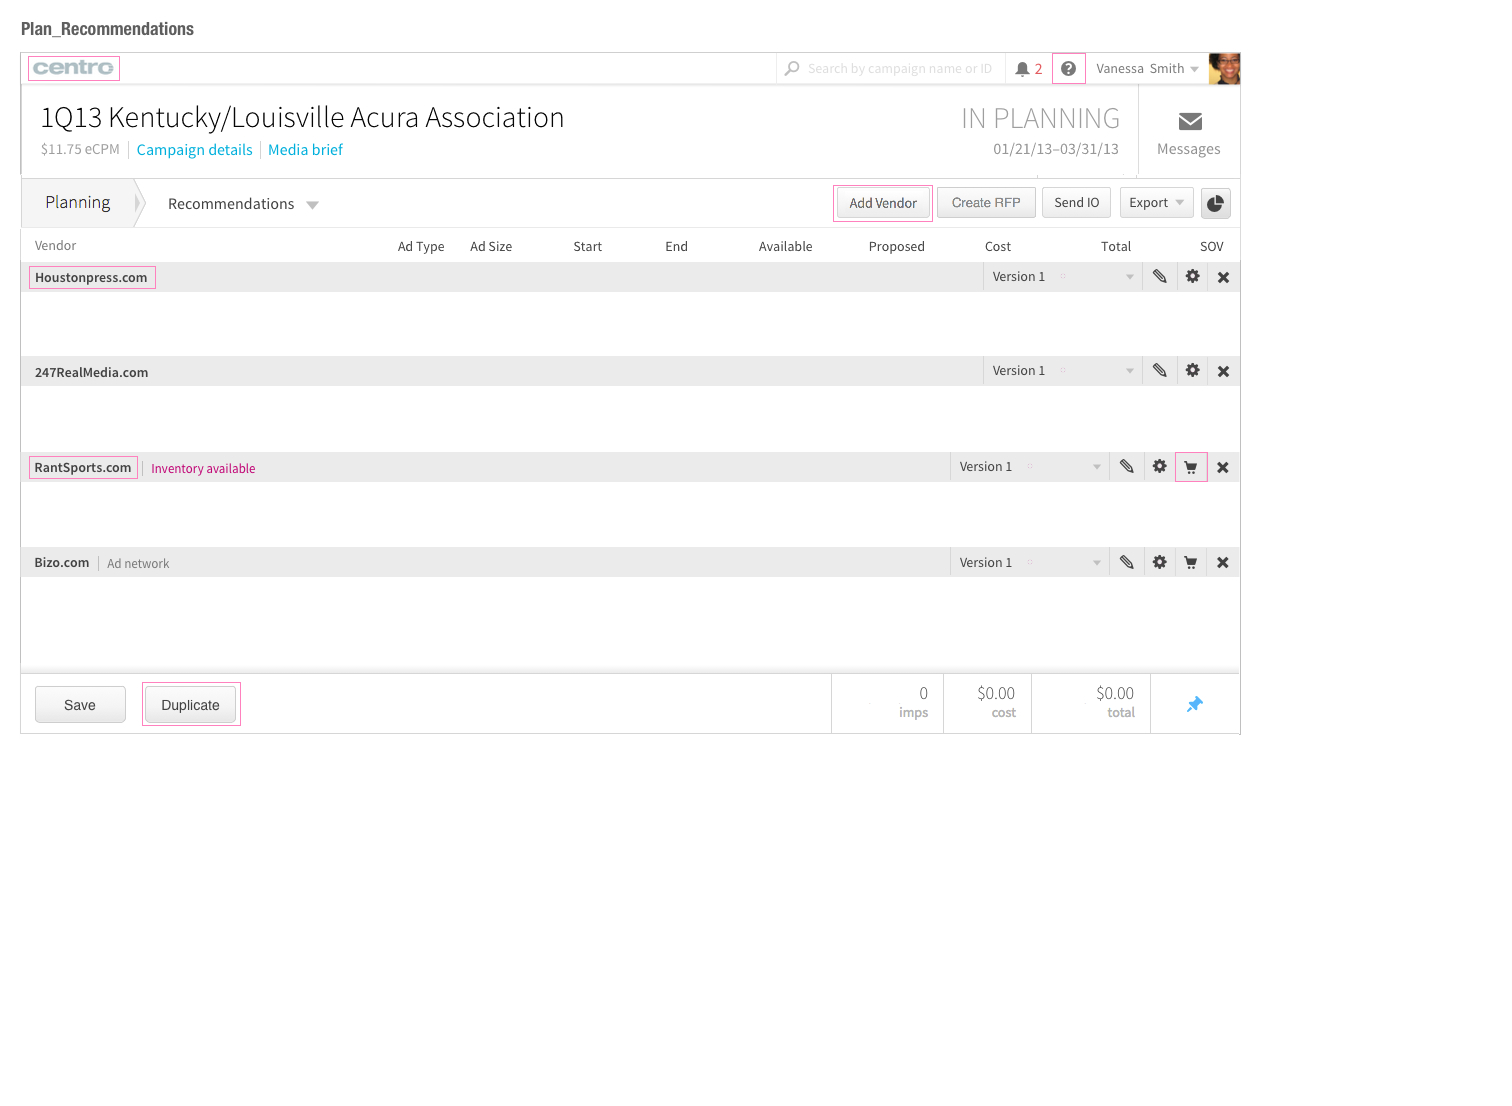 Plan_Recommendations
centro
Search by campaign name or ID
2
?
Vanessa Smith
1Q13 Kentucky/Louisville Acura Association
IN PLANNING
$11.75 eCPM
Campaign details
Media brief
01/21/13–03/31/13
Messages
Planning
Recommendations
Add Vendor
Create RFP
Send IO
Export
Vendor
Ad Type
Ad Size
Start
End
Available
Proposed
Cost
Total
SOV
Houstonpress.com
Version 1
247RealMedia.com
Version 1
RantSports.com
Inventory available
Version 1
Bizo.com
Ad network
Version 1
Save
Duplicate
0
imps
$0.00
cost
$0.00
total